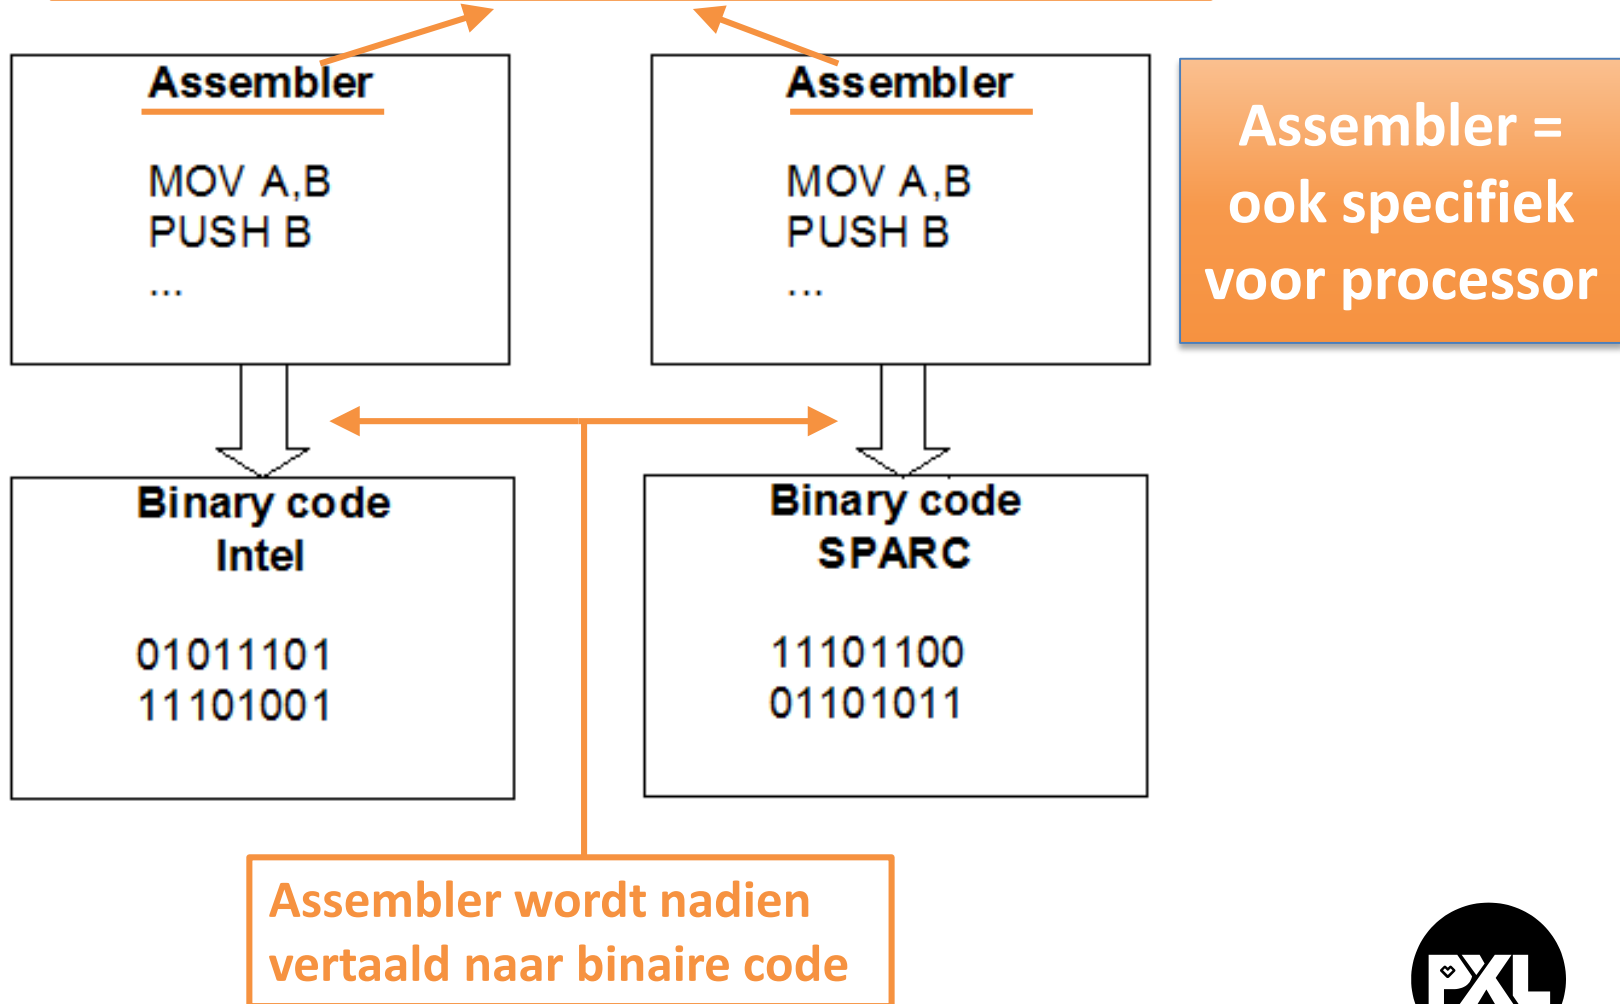 Assembler
MOV A,B
PUSH B
...
Assembler
MOV A,B
PUSH B
...
Assembler =
ook specifiek
voor processor
Binary code
Intel
01011101
11101001
Binary code
SPARC
11101100
01101011
Assembler wordt nadien
vertaald naar binaire code
PXL